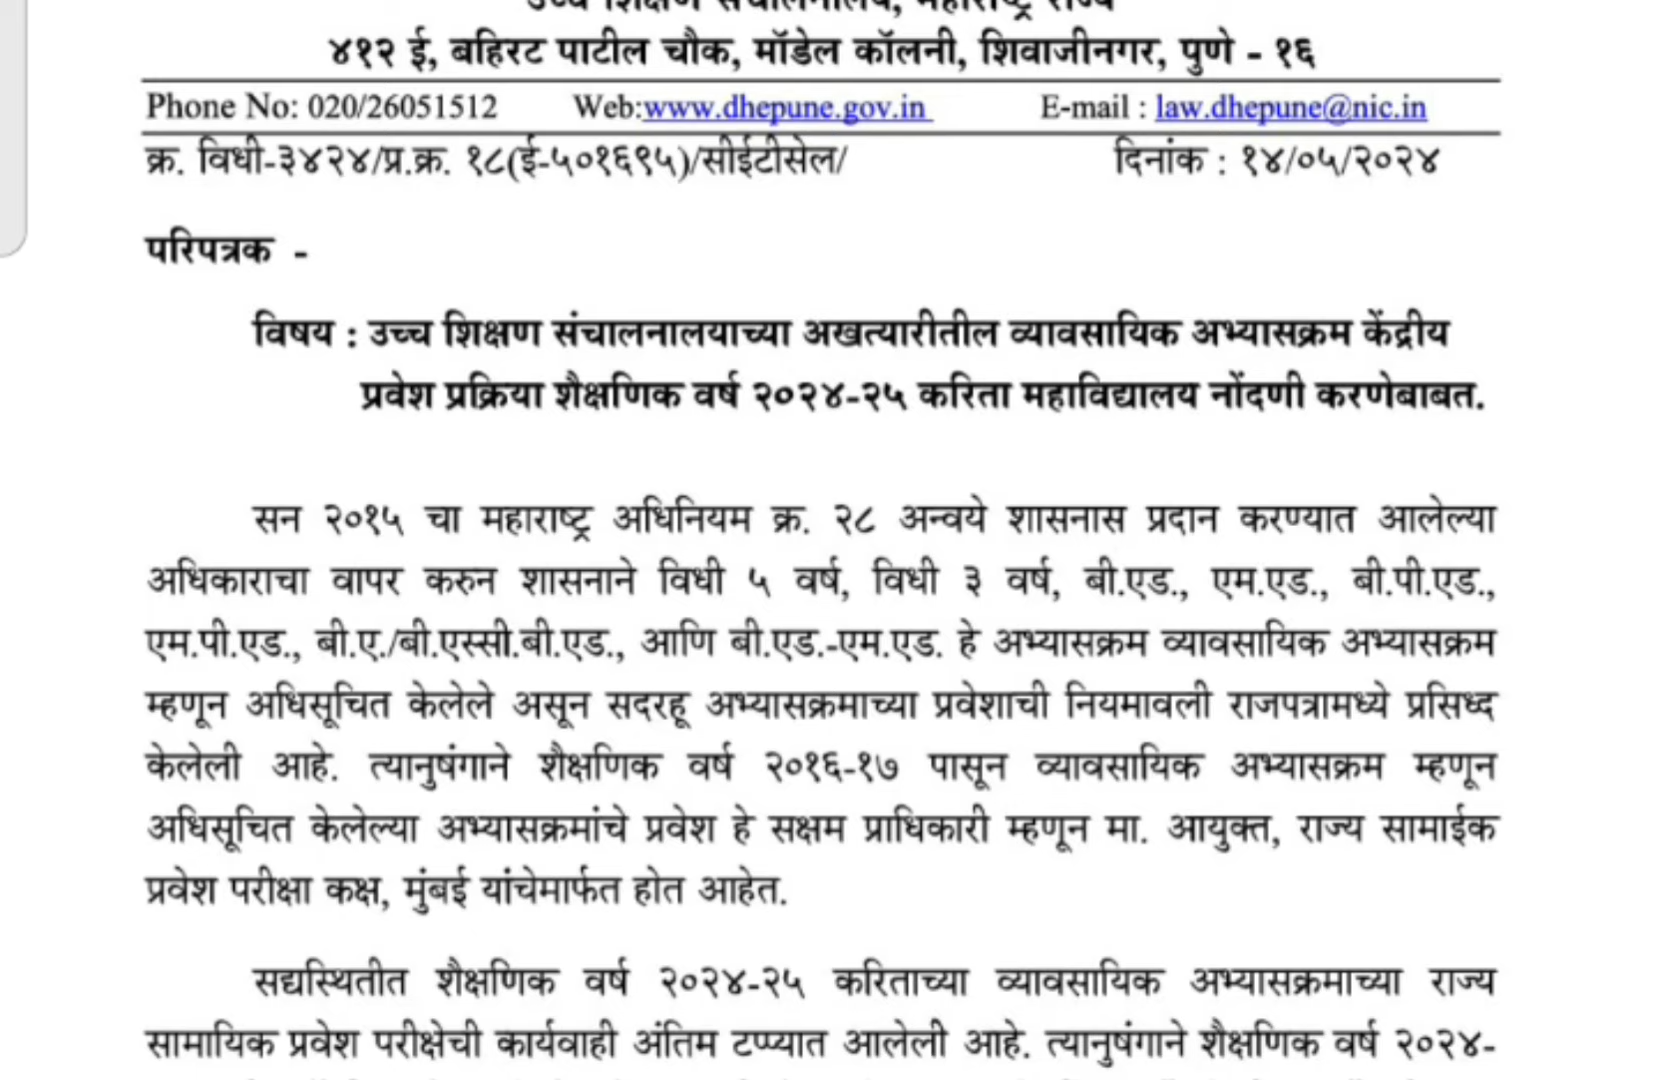 उच्च शिक्षण संचालनालय, महाराष्ट्र राज्य
४१२ ई, बहिरट पाटील चौक, मॉडेल कॉलनी, शिवाजीनगर, पुणे - १६
Phone No: 020/26051512 Web:www.dhepune.gov.in E-mail : law.dhepune@nic.in
क्र. विधी-३४२४/प्र.क्र. १८(ई-५०१६९५)/सीईटीसेल/ दिनांक : १४/०५/२०२४
परिपत्रक -
विषय : उच्च शिक्षण संचालनालयाच्या अखत्यारीतील व्यावसायिक अभ्यासक्रम केंद्रीय
प्रवेश प्रक्रिया शैक्षणिक वर्ष २०२४-२५ करिता महाविद्यालय नोंदणी करणेबाबत.
सन २०१५ चा महाराष्ट्र अधिनियम क्र. २८ अन्वये शासनास प्रदान करण्यात आलेल्या
अधिकाराचा वापर करुन शासनाने विधी ५ वर्ष, विधी ३ वर्ष, बी.एड., एम.एड., बी.पी.एड.,
एम.पी.एड., बी.ए./बी.एस्सी.बी.एड., आणि बी.एड.-एम.एड. हे अभ्यासक्रम व्यावसायिक अभ्यासक्रम
म्हणून अधिसूचित केलेले असून सदरहू अभ्यासक्रमाच्या प्रवेशाची नियमावली राजपत्रामध्ये प्रसिध्द
केलेली आहे. त्यानुषंगाने शैक्षणिक वर्ष २०१६-१७ पासून व्यावसायिक अभ्यासक्रम म्हणून
अधिसूचित केलेल्या अभ्यासक्रमांचे प्रवेश हे सक्षम प्राधिकारी म्हणून मा. आयुक्त, राज्य सामाईक
प्रवेश परीक्षा कक्ष, मुंबई यांचेमार्फत होत आहेत.
सद्यस्थितीत शैक्षणिक वर्ष २०२४-२५ करिताच्या व्यावसायिक अभ्यासक्रमाच्या राज्य
सामायिक प्रवेश परीक्षेची कार्यवाही अंतिम टप्प्यात आलेली आहे. त्यानुषंगाने शैक्षणिक वर्ष २०२४-